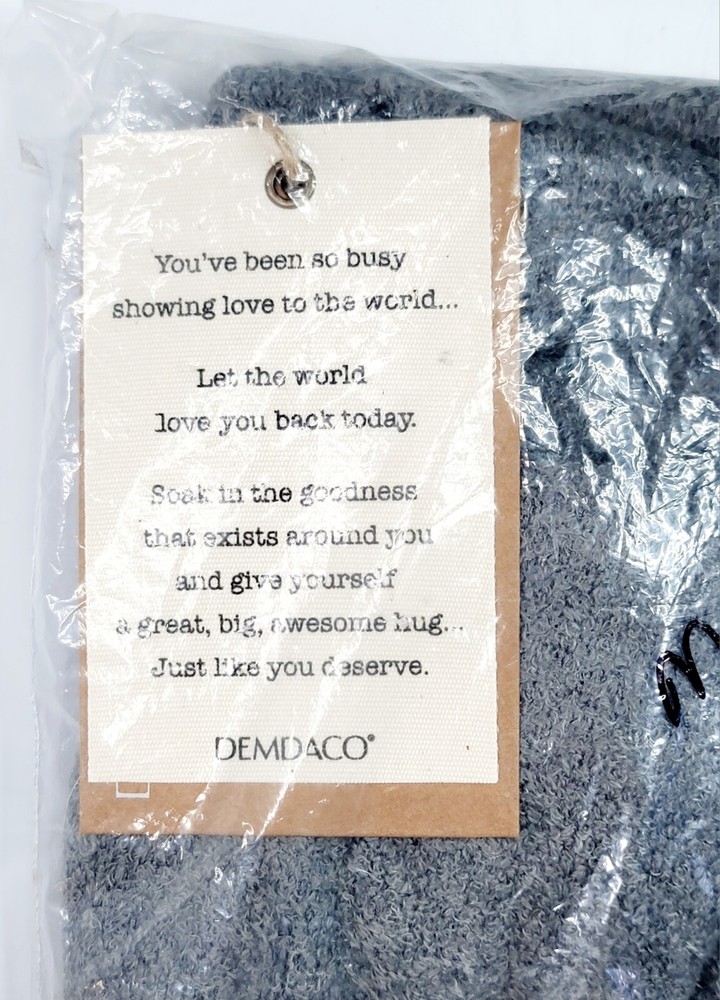 You've been so busy
showing love to the world...
Let the world
love you back today.
Soak in the goodness
that exists around you
and give yourself
a great, big, awesome hug...
Just like you deserve.
DEMDACO®